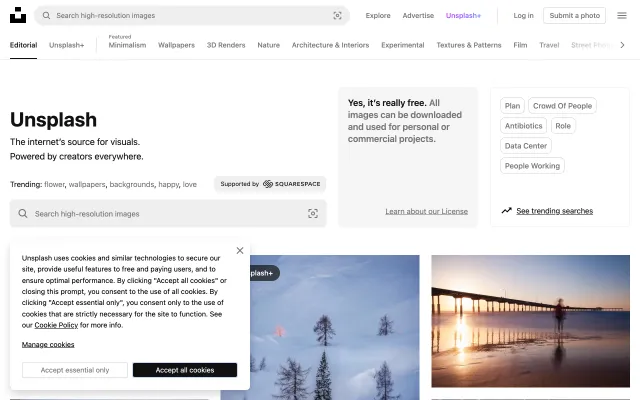 Search high-resolution images
Explore
Advertise
Unsplash+
Log in
Submit a photo
Editorial
Unsplash+
Featured
Minimalism
Wallpapers
3D Renders
Nature
Architecture & Interiors
Experimental
Textures & Patterns
Film
Travel
Street
Unsplash
The internet's source for visuals.
Powered by creators everywhere.
Trending: flower, wallpapers, backgrounds, happy, love
Supported by SQUARESPACE
Search high-resolution images
Yes, it's really free. All
images can be downloaded
and used for personal or
commercial projects.
Learn about our License
Plan
Crowd Of People
Antibiotics
Role
Data Center
People Working
See trending searches
Unsplash uses cookies and similar technologies to secure our
site, provide useful features to free and paying users, and to
ensure optimal performance. By clicking "Accept all cookies" or
closing this prompt, you consent to the use of all cookies. By
clicking "Accept essential only", you consent only to the use of
cookies that are strictly necessary for the site to function. See
our Cookie Policy for more info.
Manage cookies
Accept essential only
Accept all cookies
plash+